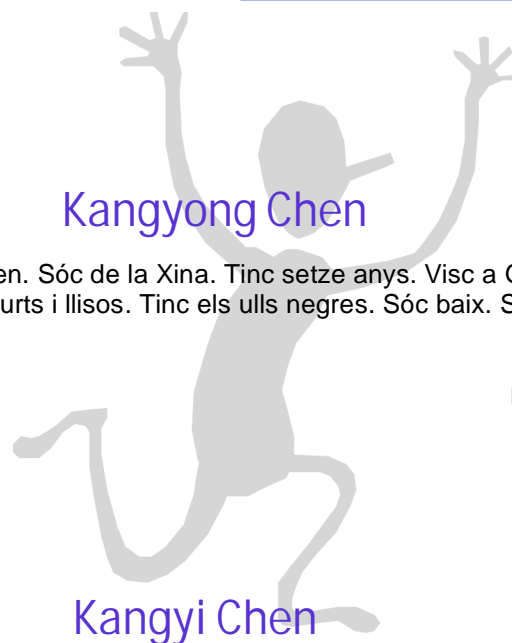 Kangyong Chen
en. Sóc de la Xina. Tinc setze anys. Visc a
urts i llisos. Tinc els ulls negres. Sóc baix. S
Kangyi Chen